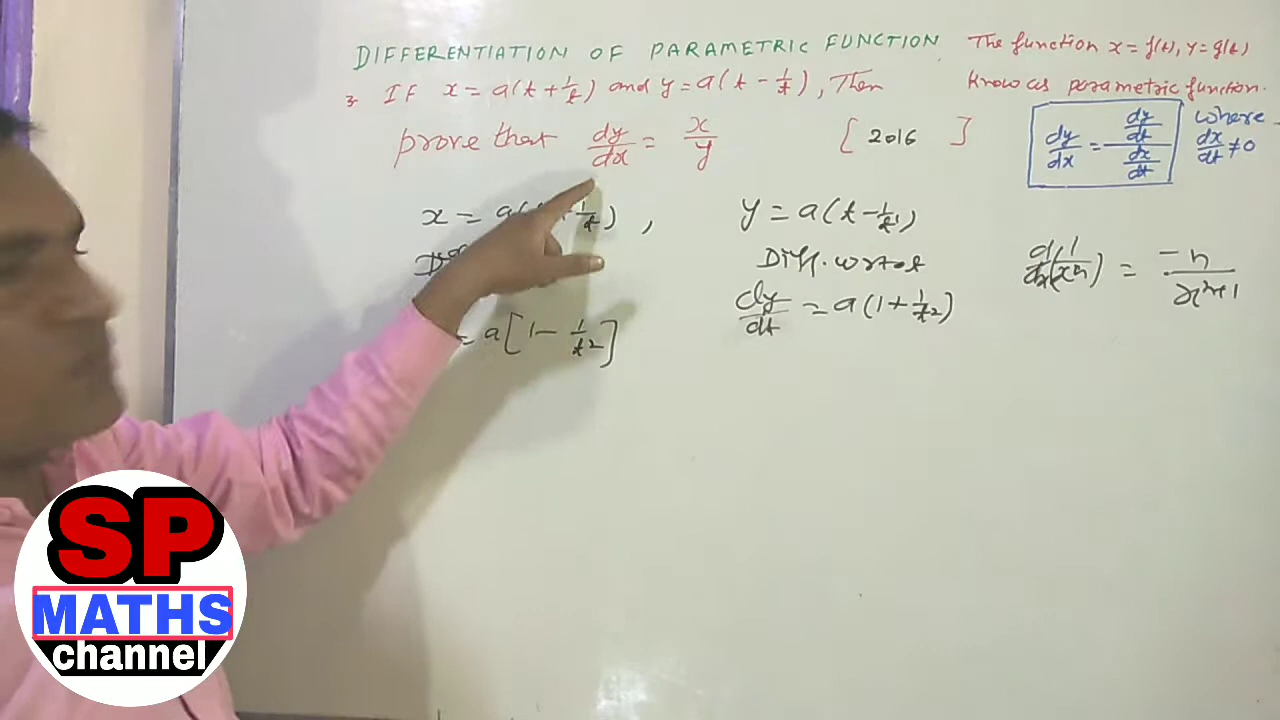 DIFFERENTIATION OF PARAMETRIC FUNCTION
3. IF x = a(t + 1/t) and y = a(t - 1/t), Then
prove that dy/dx = x/y [2016 ]
The function x = f(t), y = g(t)
Know as parametric function.
dy/dx = (dy/dt)/(dx/dt) where dx/dt ≠ 0
x = a( 1/t),
= a[1 - 1/t²]
y = a(t - 1/t)
Diff. w.r.to t
dy/dt = a(1 + 1/t²)
d/dx(1/xⁿ) = -n/xⁿ⁺¹
SP
MATHS
channel